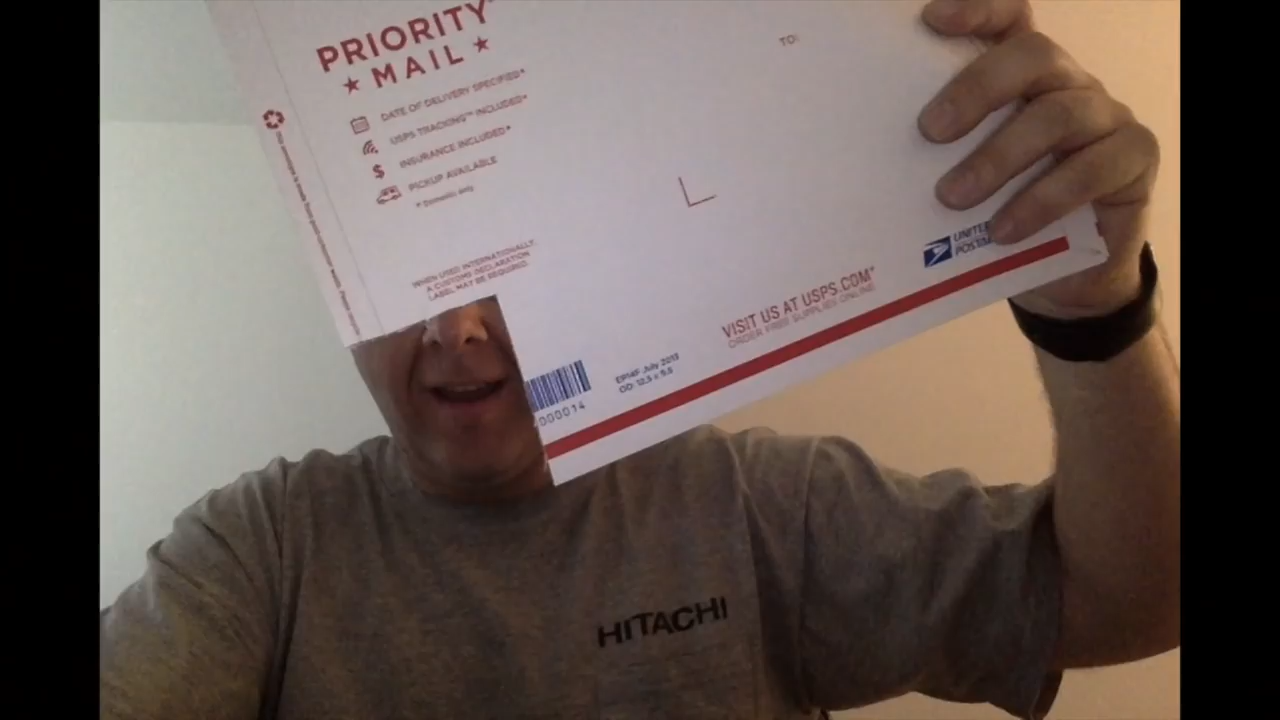 PRIORITY
★ MAIL ★
TO:
DATE OF DELIVERY SPECIFIED*
USPS TRACKING™ INCLUDED*
$ INSURANCE INCLUDED*
PICKUP AVAILABLE
* Domestic only
WHEN USED INTERNATIONALLY,
A CUSTOMS DECLARATION
LABEL MAY BE REQUIRED.
UNITE
POSTA
VISIT US AT USPS.COM®
ORDER FREE SUPPLIES ONLINE
EP14F July 2013
OD: 12.5 x 9.5
000014
HITACHI